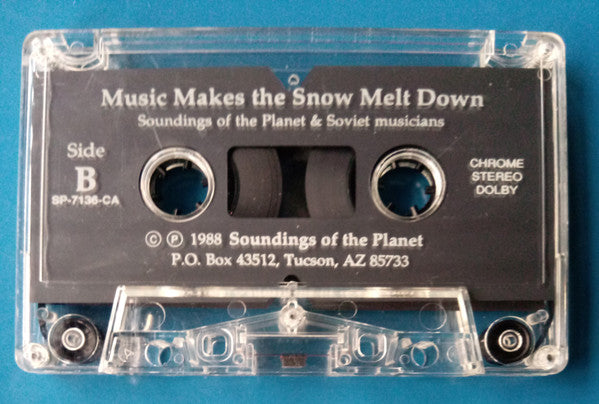 Music Makes the Snow Melt Down
Soundings of the Planet & Soviet musicians
Side
B
SP-7136-CA
CHROME
STEREO
DOLBY
© ℗ 1988 Soundings of the Planet
P.O. Box 43512, Tucson, AZ 85733